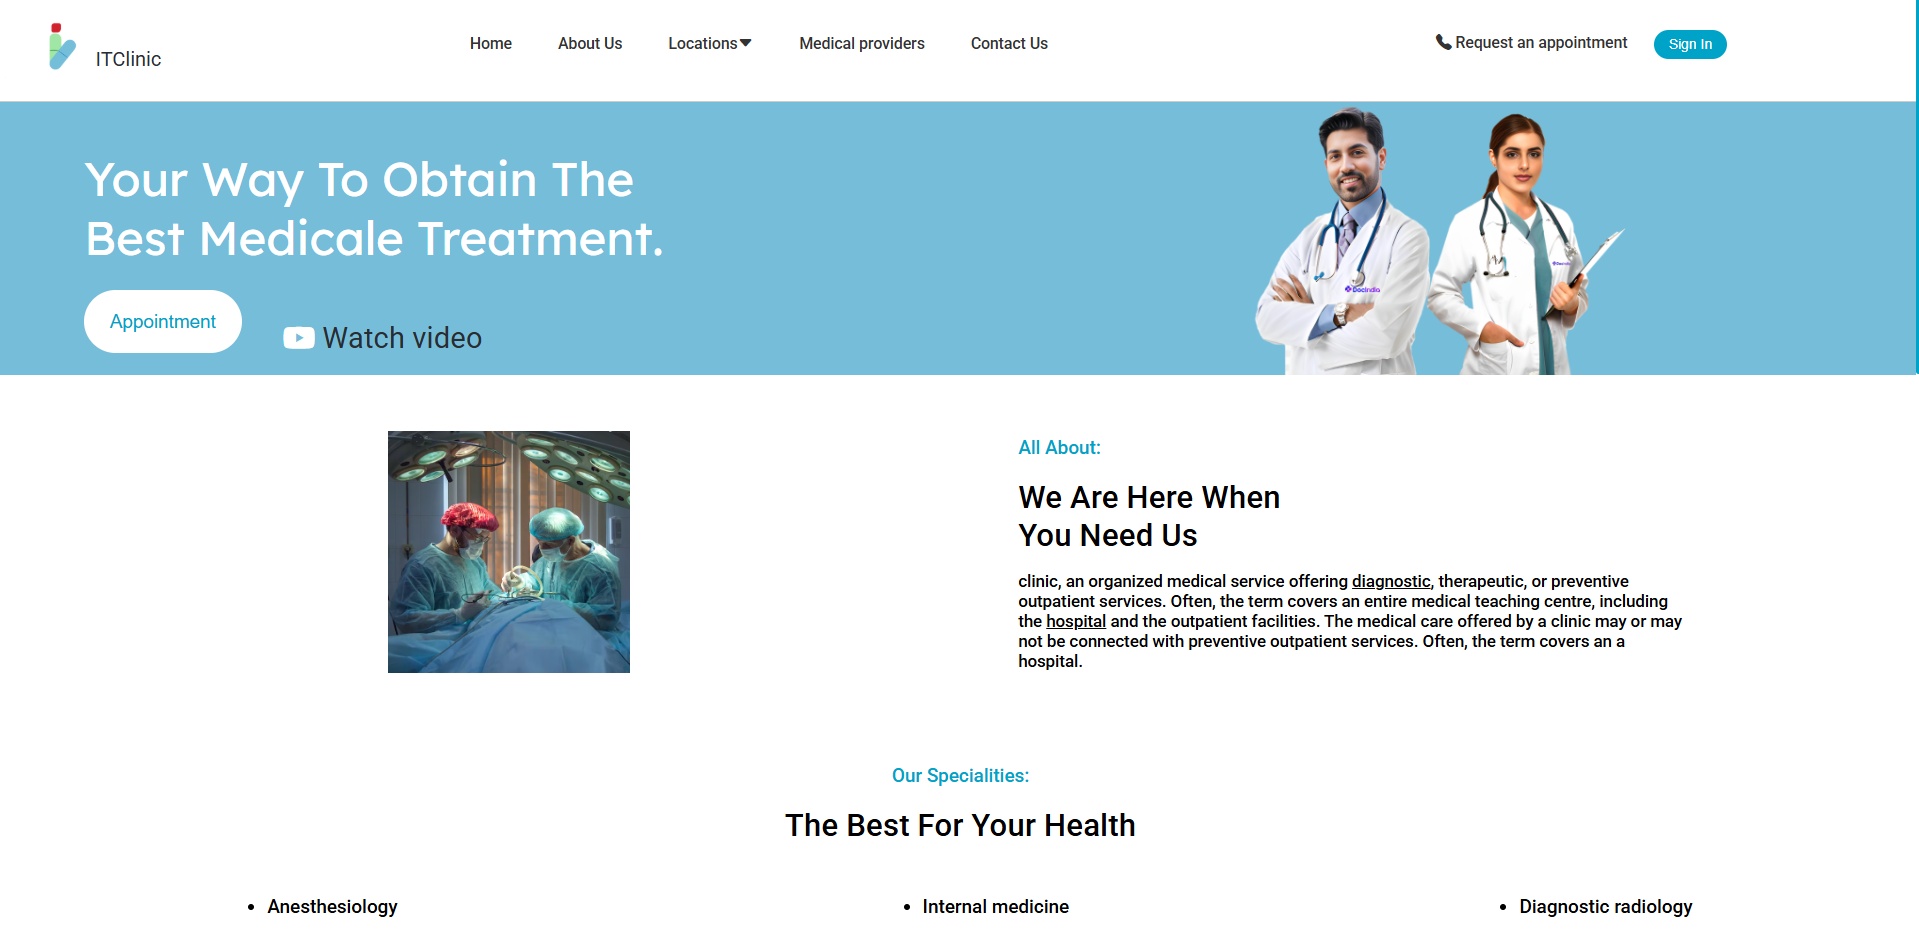 ITClinic
Home
About Us
Locations
Medical providers
Contact Us
Request an appointment
Sign In
Your Way To Obtain The
Best Medicale Treatment.
Appointment
Watch video
DocIndia
All About:
We Are Here When
You Need Us
clinic, an organized medical service offering diagnostic, therapeutic, or preventive
outpatient services. Often, the term covers an entire medical teaching centre, including
the hospital and the outpatient facilities. The medical care offered by a clinic may or may
not be connected with preventive outpatient services. Often, the term covers an a
hospital.
Our Specialities:
The Best For Your Health
Anesthesiology
Internal medicine
Diagnostic radiology